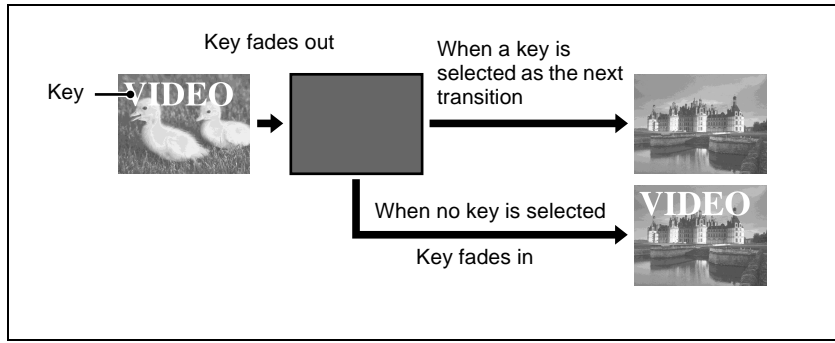 Key fades out
When a key is
selected as the next
transition
Key
VIDEO
When no key is selected
VIDEO
Key fades in